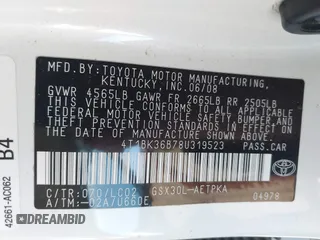 MFD.BY:TOYOTA MOTOR MANUFACTURING,
KENTUCKY,INC.06/08
GVWR 4565LB GAWR FR 2665LB RR 2505LB
THIS VEHICLE CONFORMS TO ALL APPLICABLE
FEDERAL MOTOR VEHICLE SAFETY, BUMPER, AND
THEFT PREVENTION STANDARDS IN EFFECT ON
THE DATE OF MANUFACTURE SHOWN ABOVE.
4T1BK36B78U319523 PASS.CAR
C/TR:070/LC02 GSX30L-AETPKA
A/TM:-02A/U660E
04978
TOYOTA
B4
42661-AC062